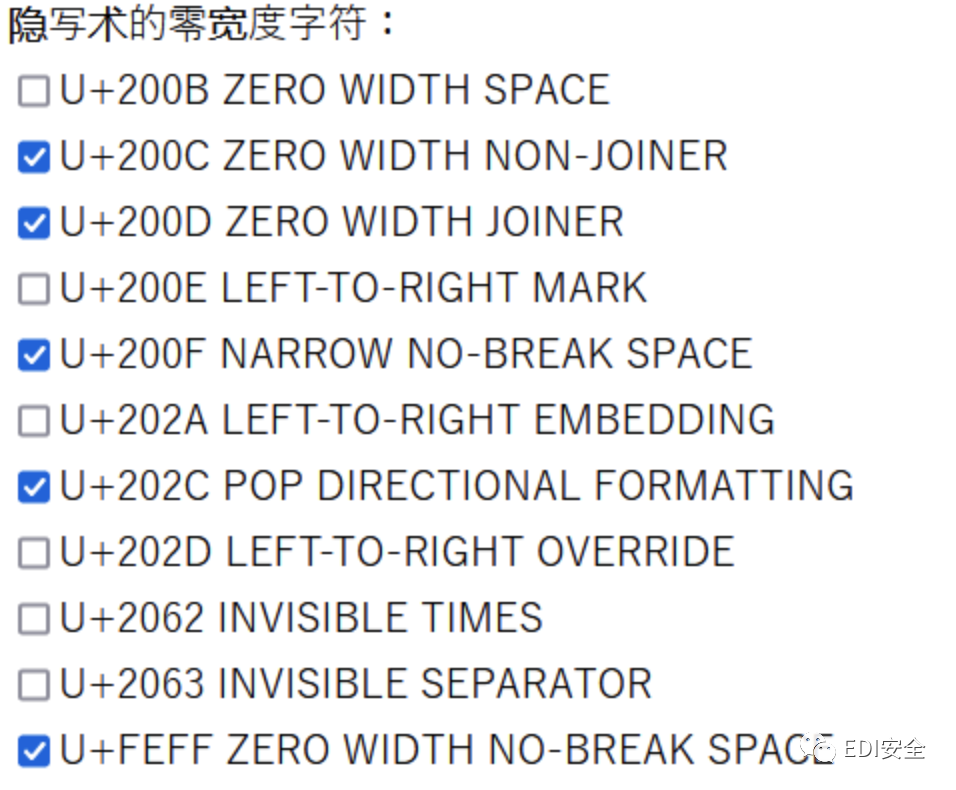 隐写术的零宽度字符：
U+200B ZERO WIDTH SPACE
U+200C ZERO WIDTH NON-JOINER
U+200D ZERO WIDTH JOINER
U+200E LEFT-TO-RIGHT MARK
U+200F NARROW NO-BREAK SPACE
U+202A LEFT-TO-RIGHT EMBEDDING
U+202C POP DIRECTIONAL FORMATTING
U+202D LEFT-TO-RIGHT OVERRIDE
U+2062 INVISIBLE TIMES
U+2063 INVISIBLE SEPARATOR
U+FEFF ZERO WIDTH NO-BREAK SPACE
EDI安全